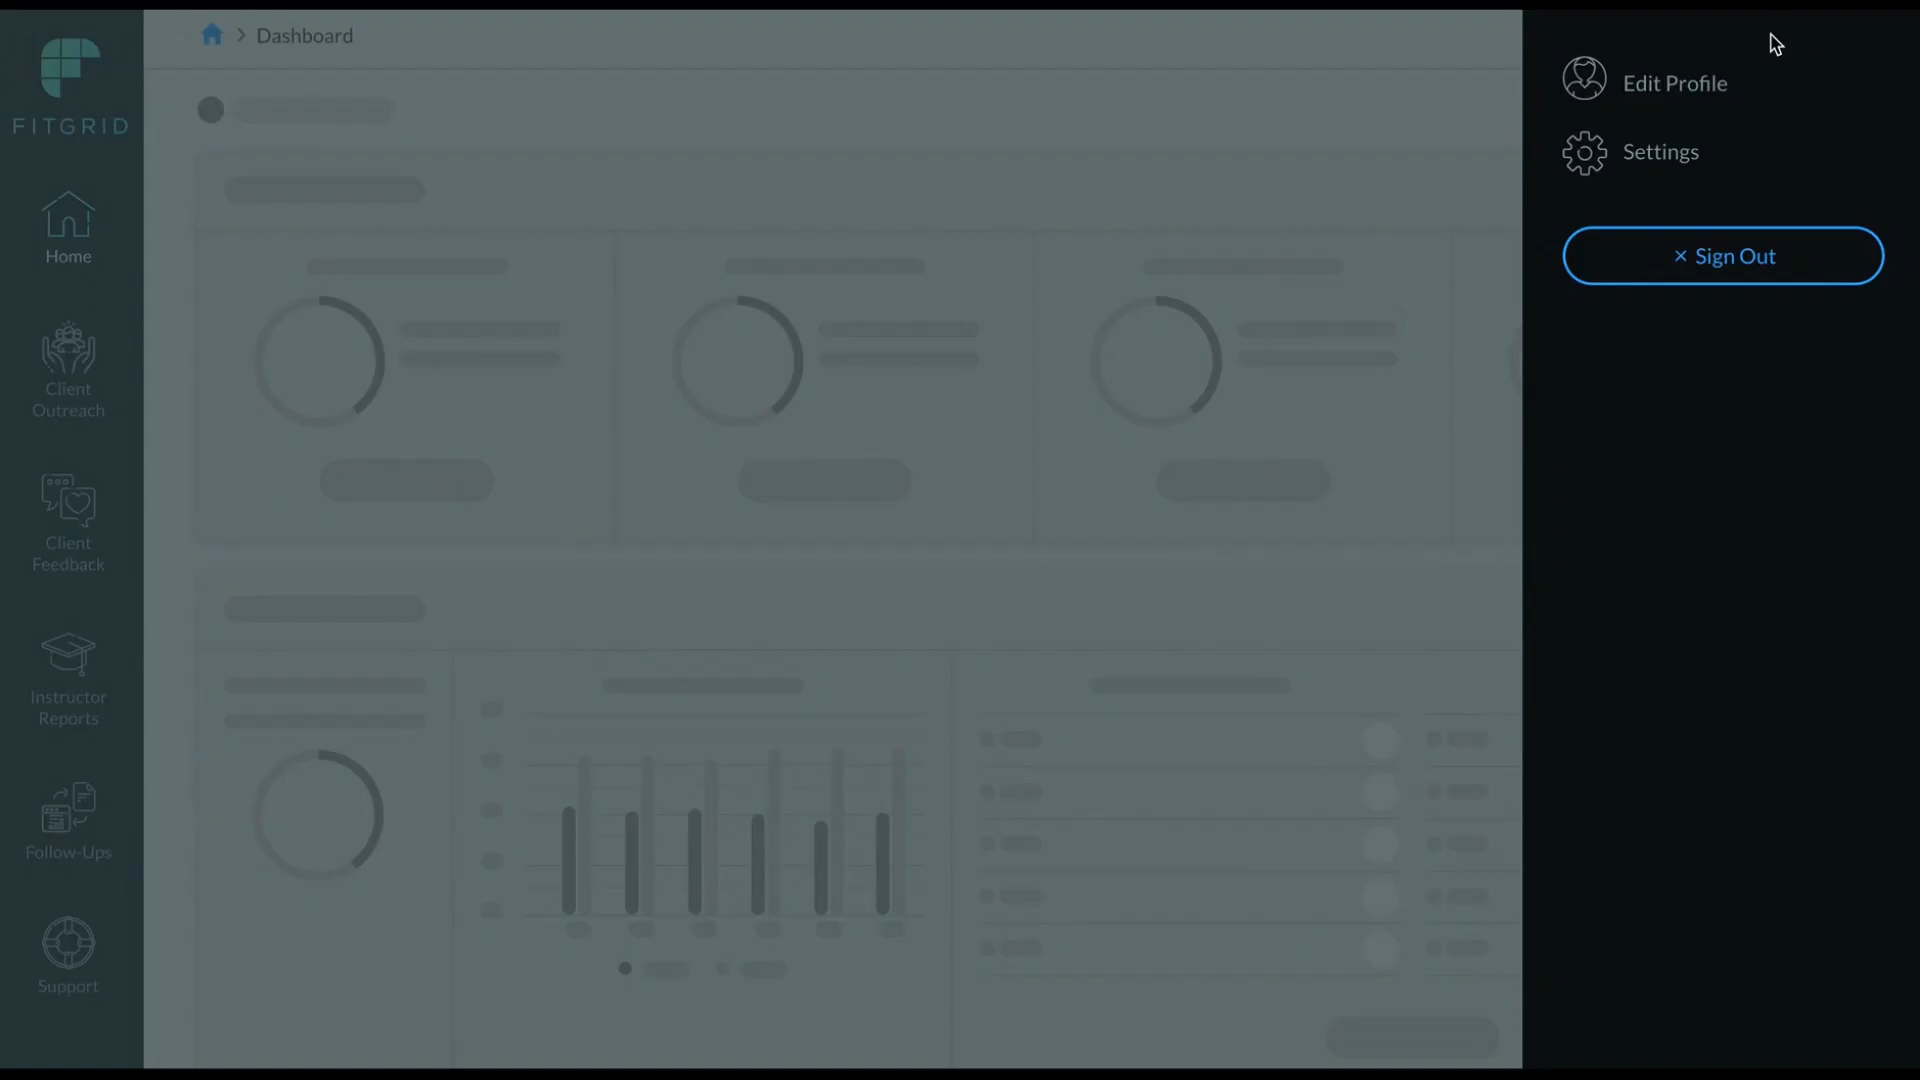 FITGRID
Home
Client
Outreach
Client
Feedback
Instructor
Reports
Follow-Ups
Support
Dashboard
Edit Profile
Settings
× Sign Out